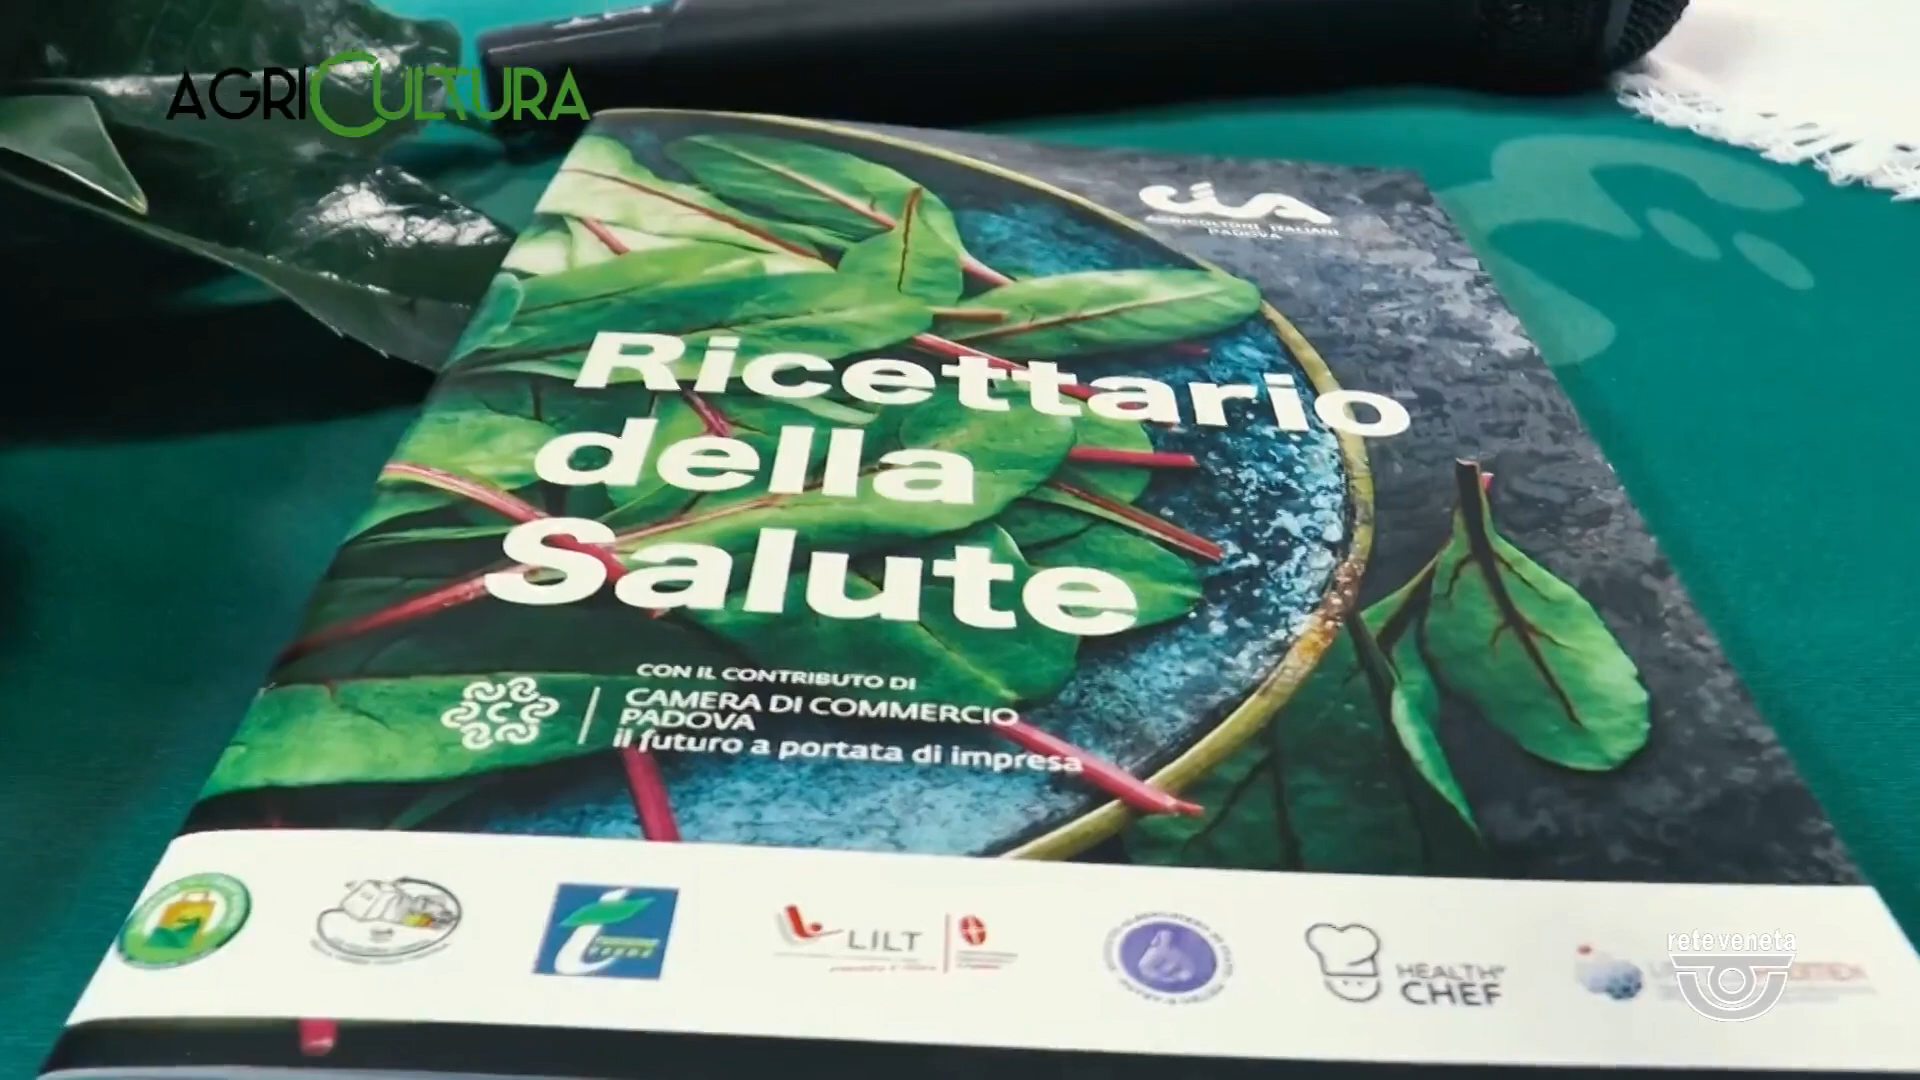 AGRICULTURA
CIA
AGRICOLTORI ITALIANI
PADOVA
Ricettario
della
Salute
CON IL CONTRIBUTO DI
CAMERA DI COMMERCIO
PADOVA
il futuro a portata di impresa
LILT
HEALTHY
CHEF
reteveneta